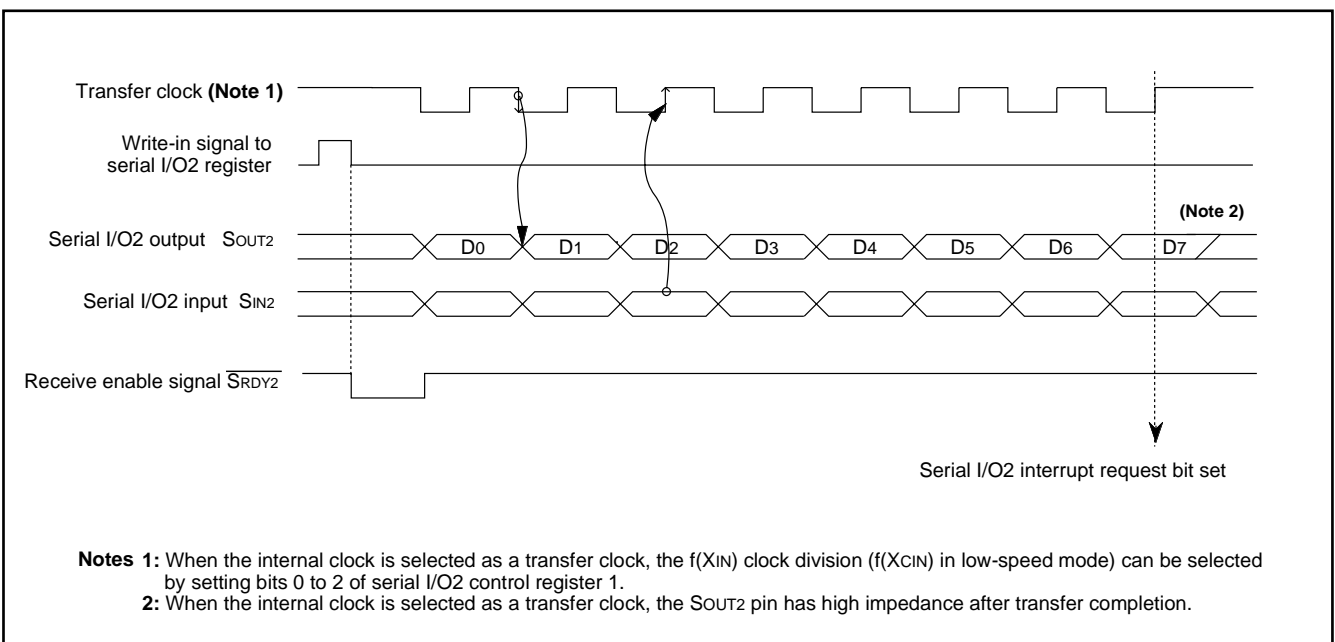 Transfer clock (Note 1)
Write-in signal to
serial I/O2 register
(Note 2)
Serial I/O2 output SOUT2
D0 D1 D2 D3 D4 D5 D6 D7
Serial I/O2 input SIN2
Receive enable signal SRDY2
Serial I/O2 interrupt request bit set
Notes 1: When the internal clock is selected as a transfer clock, the f(XIN) clock division (f(XCIN) in low-speed mode) can be selected
by setting bits 0 to 2 of serial I/O2 control register 1.
2: When the internal clock is selected as a transfer clock, the SOUT2 pin has high impedance after transfer completion.